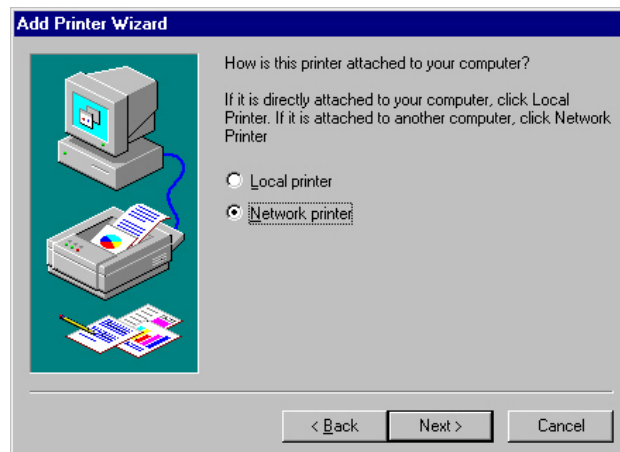 Add Printer Wizard
How is this printer attached to your computer?
If it is directly attached to your computer, click Local
Printer. If it is attached to another computer, click Network
Printer
Local printer
Network printer
< Back
Next >
Cancel